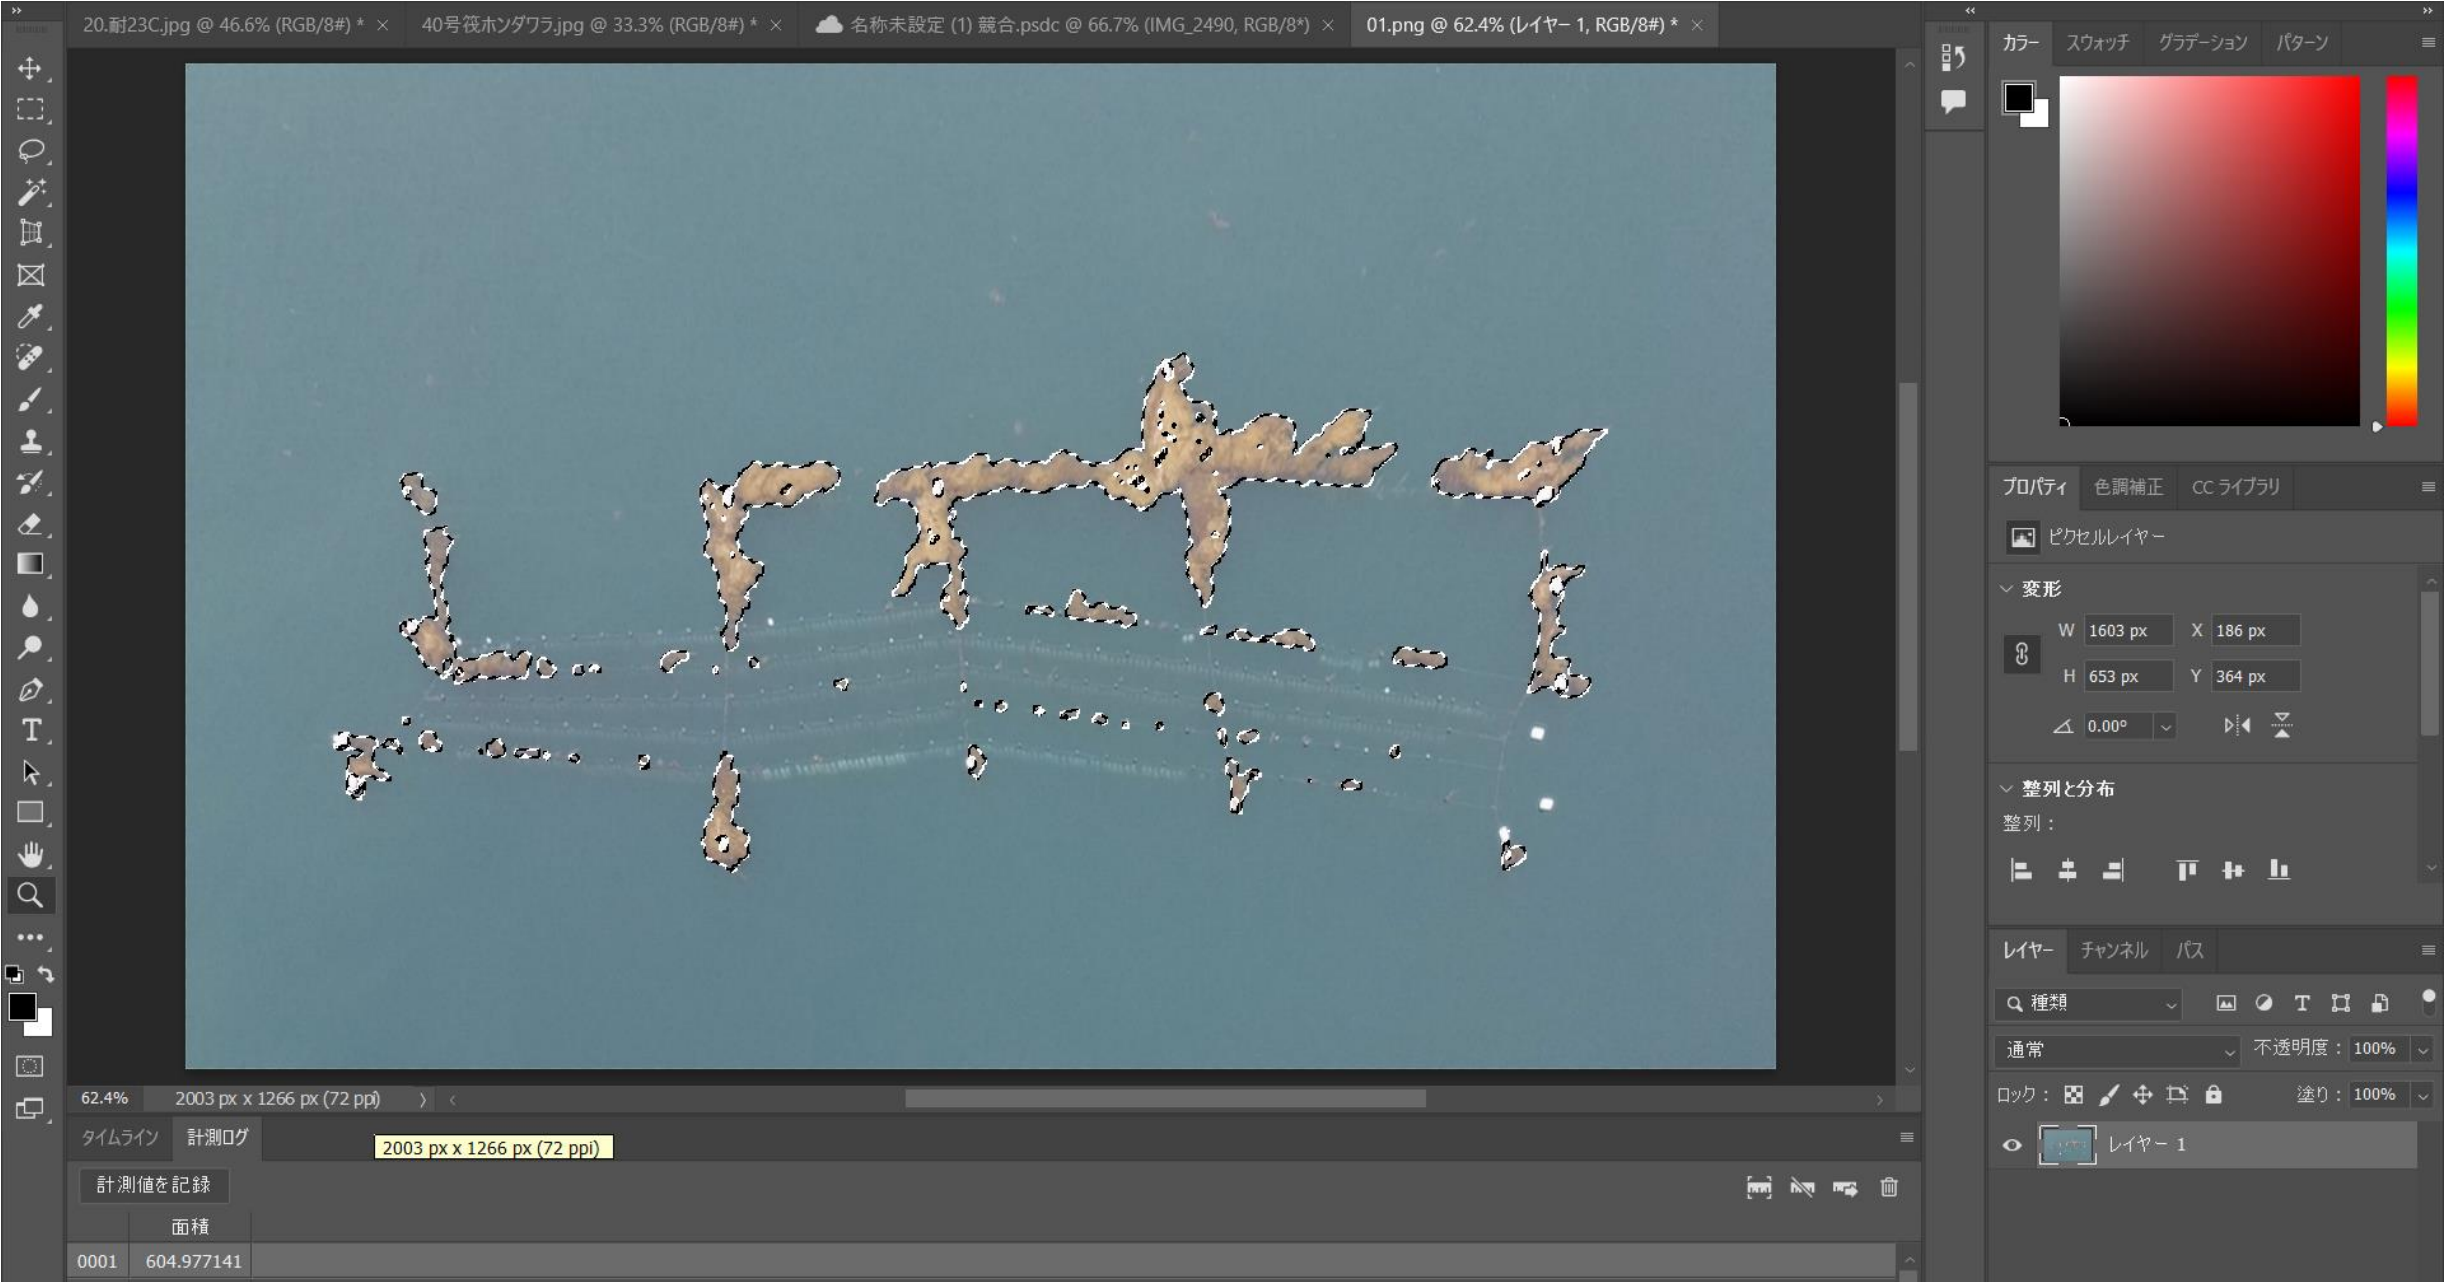 20.耐23C.jpg @ 46.6% (RGB/8#) *
40号筏ホンダワラ.jpg @ 33.3% (RGB/8#) *
名称未設定 (1) 競合.psdc @ 66.7% (IMG_2490, RGB/8*)
01.png @ 62.4% (レイヤー 1, RGB/8#) *
カラー
スウォッチ
グラデーション
パターン
プロパティ
色調補正
CC ライブラリ
ピクセルレイヤー
変形
W 1603 px X 186 px
H 653 px Y 364 px
0.00°
整列と分布
整列 :
レイヤー
チャンネル
パス
種類
通常
不透明度 : 100%
ロック :
塗り : 100%
レイヤー 1
62.4%
2003 px x 1266 px (72 ppi)
タイムライン
計測ログ
2003 px x 1266 px (72 ppi)
計測値を記録
面積
0001 604.977141